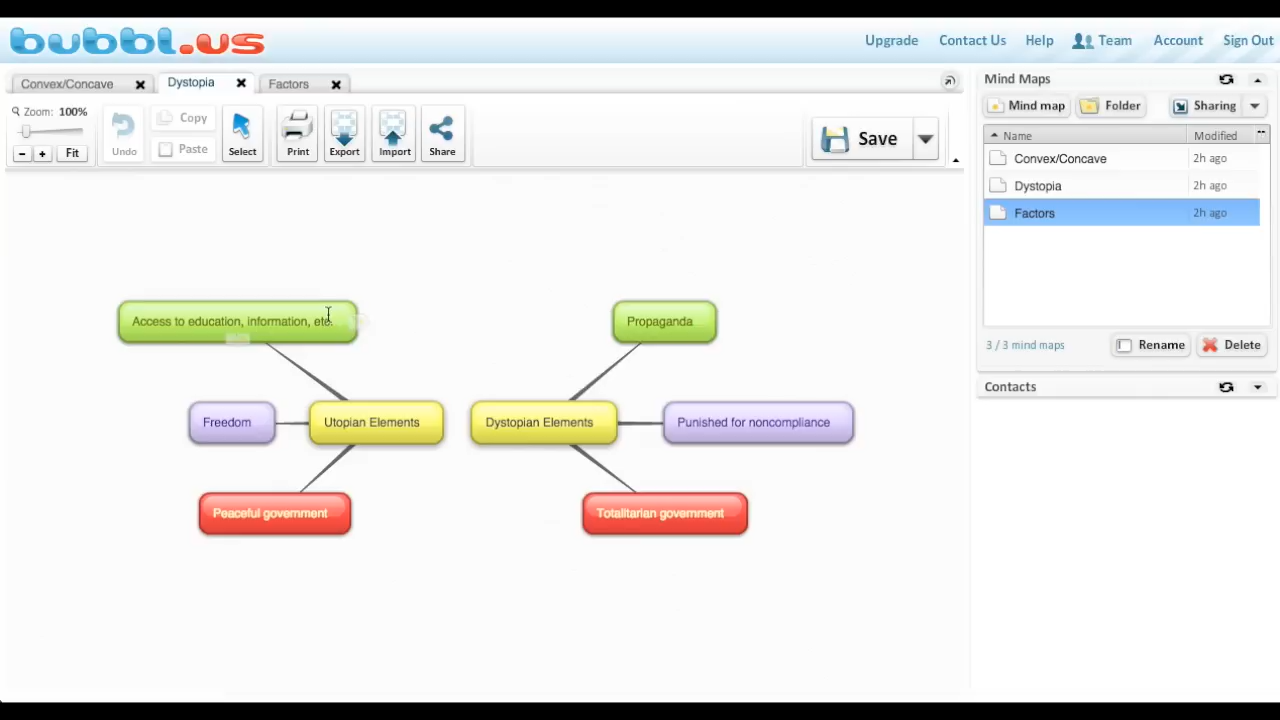 bubbl.us
Upgrade Contact Us Help Team Account Sign Out
Convex/Concave Dystopia Factors
Zoom: 100%
Fit
Undo
Copy
Paste
Select
Print
Export
Import
Share
Save
Access to education, information, etc.
Propaganda
Freedom
Utopian Elements
Dystopian Elements
Punished for noncompliance
Peaceful government
Totalitarian government
Mind Maps
Mind map Folder Sharing
Name Modified
Convex/Concave 2h ago
Dystopia 2h ago
Factors 2h ago
3 / 3 mind maps Rename Delete
Contacts